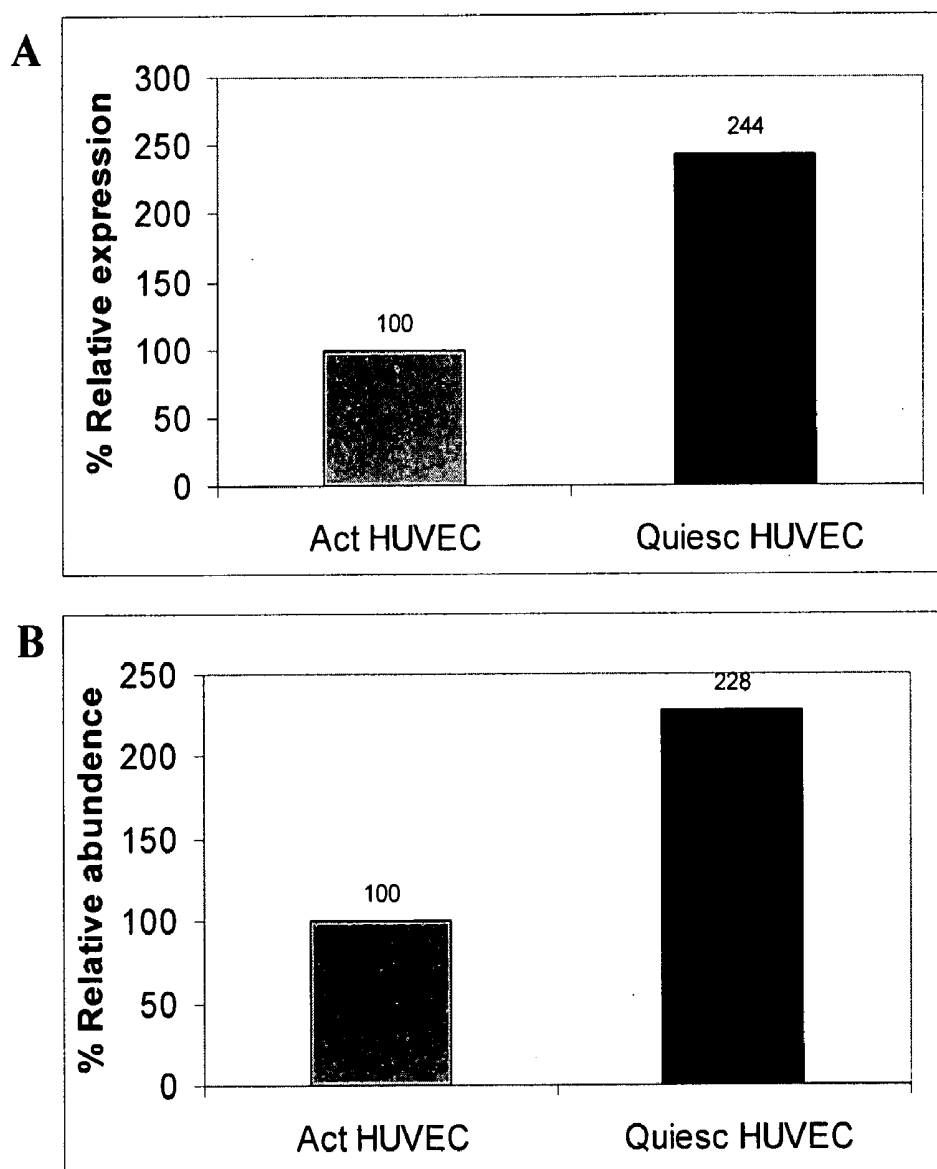 A
% Relative expression
300
250
200
150
100
50
0
100
244
Act HUVEC Quiesc HUVEC
B
% Relative abundence
250
200
150
100
50
0
100
228
Act HUVEC Quiesc HUVEC